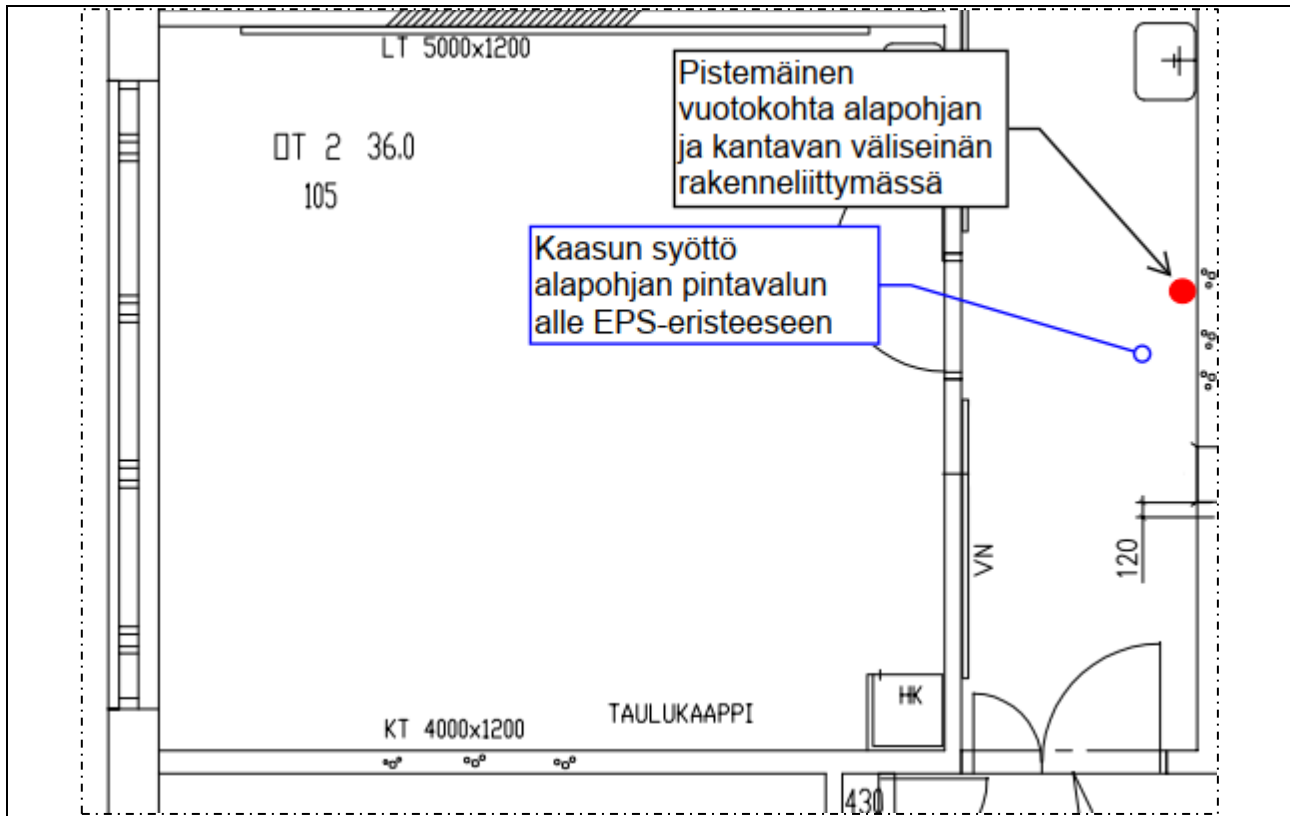 LT 5000x1200
Pistemäinen
vuotokohta alapohjan
ja kantavan väliseinän
rakenneliittymässä
OT 2 36.0
105
Kaasun syöttö
alapohjan pintavalun
alle EPS-eristeeseen
VN
120
HK
TAULUKAAPPI
KT 4000x1200
430